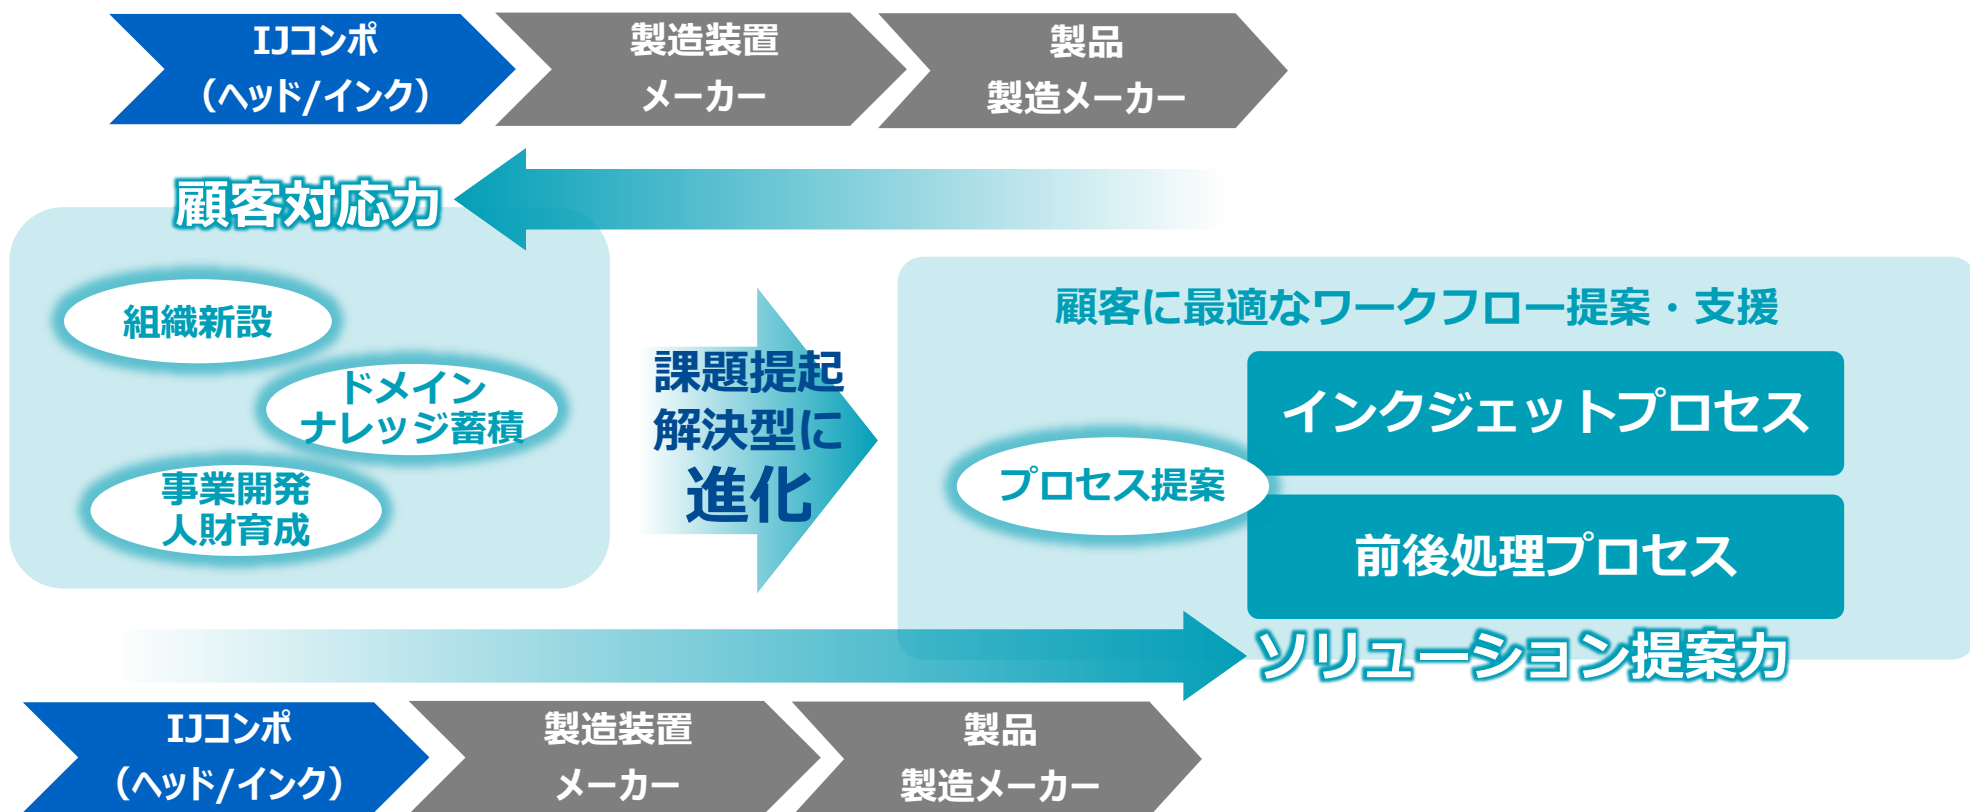 IJコンポ
（ヘッド/インク）
製造装置
メーカー
製品
製造メーカー
顧客対応力
組織新設
ドメイン
ナレッジ蓄積
事業開発
人財育成
課題提起
解決型に
進化
顧客に最適なワークフロー提案・支援
インクジェットプロセス
プロセス提案
前後処理プロセス
ソリューション提案力
IJコンポ
（ヘッド/インク）
製造装置
メーカー
製品
製造メーカー